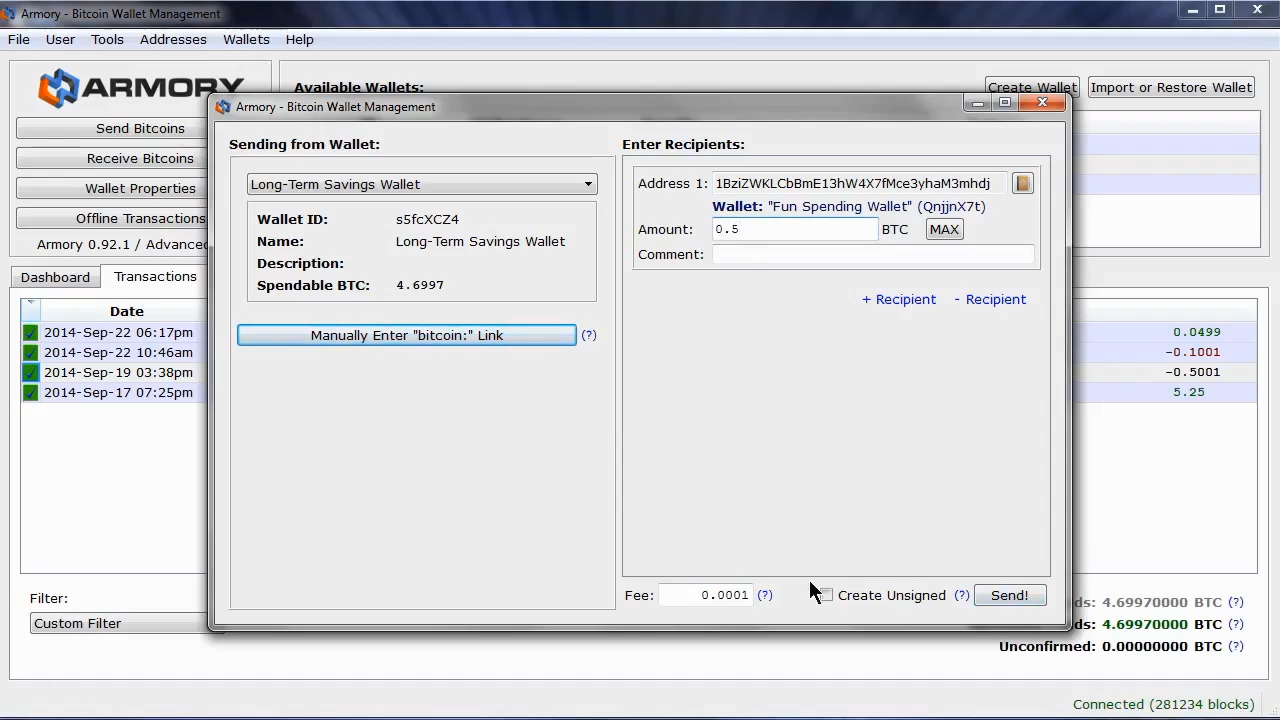 Armory - Bitcoin Wallet Management
File User Tools Addresses Wallets Help
ARMORY
Available Wallets:
Create Wallet
Import or Restore Wallet
Send Bitcoins
Receive Bitcoins
Wallet Properties
Offline Transactions
Armory 0.92.1 / Advanced
Dashboard
Transactions
Date
2014-Sep-22 06:17pm
0.0499
2014-Sep-22 10:46am
-0.1001
2014-Sep-19 03:38pm
-0.5001
2014-Sep-17 07:25pm
5.25
Filter:
Custom Filter
Armory - Bitcoin Wallet Management
Sending from Wallet:
Long-Term Savings Wallet
Wallet ID: s5fcXCZ4
Name: Long-Term Savings Wallet
Description:
Spendable BTC: 4.6997
Manually Enter "bitcoin:" Link (?)
Enter Recipients:
Address 1: 1BziZWKLCbBmE13hW4X7fMce3yhaM3mhdj
Wallet: "Fun Spending Wallet" (QnjjnX7t)
Amount: 0.5 BTC MAX
Comment:
+ Recipient - Recipient
Fee: 0.0001 (?) Create Unsigned (?) Send!
ds: 4.69970000 BTC (?)
ds: 4.69970000 BTC (?)
Unconfirmed: 0.00000000 BTC (?)
Connected (281234 blocks)